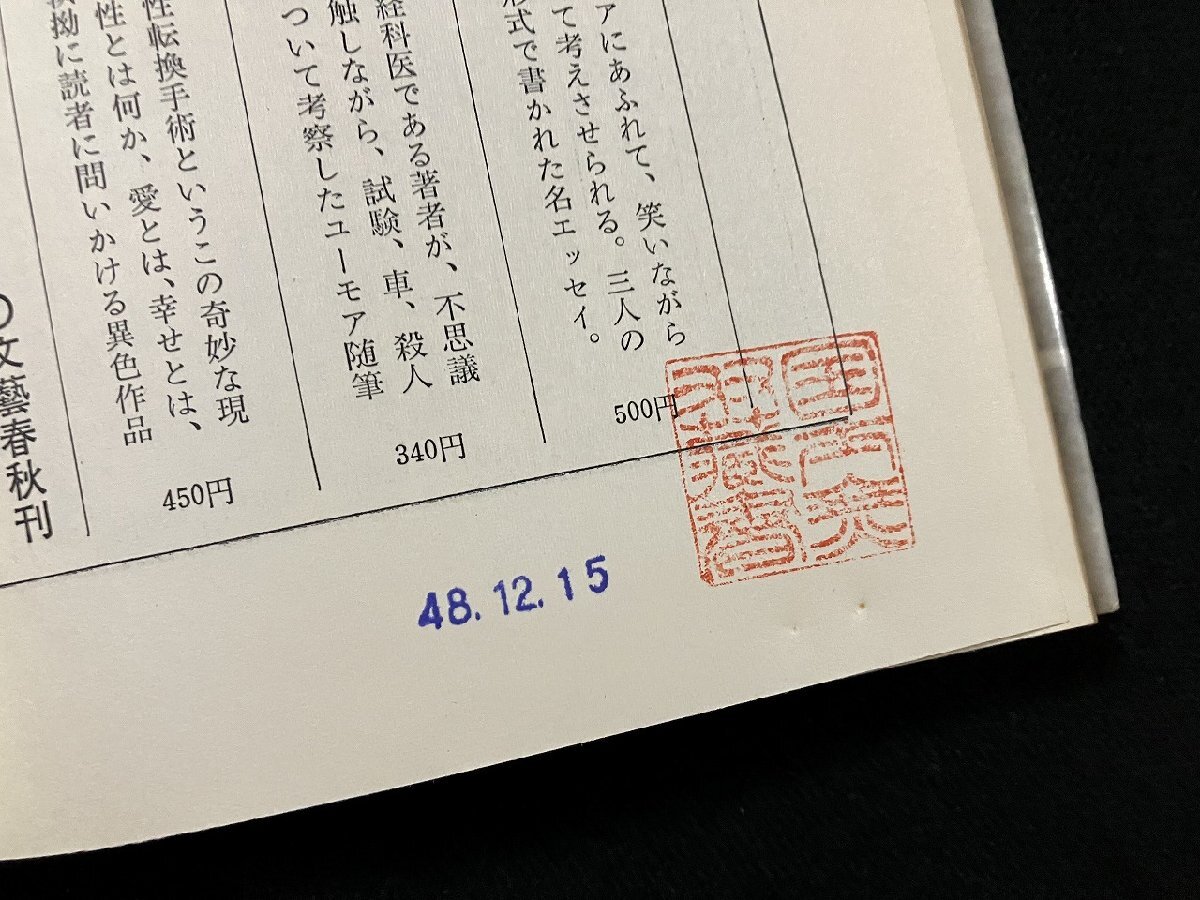 アにあふれて、笑いながら
て考えさせられる。三人の
形式で書かれた名エッセイ。
500円
経科医である著者が、不思議
触しながら、試験、車、殺人
ついて考察したユーモア随筆
340円
性転換手術というこの奇妙な現
性とは何か、愛とは、幸せとは、
拗に読者に問いかける異色作品
450円
文藝春秋刊
48.12.15